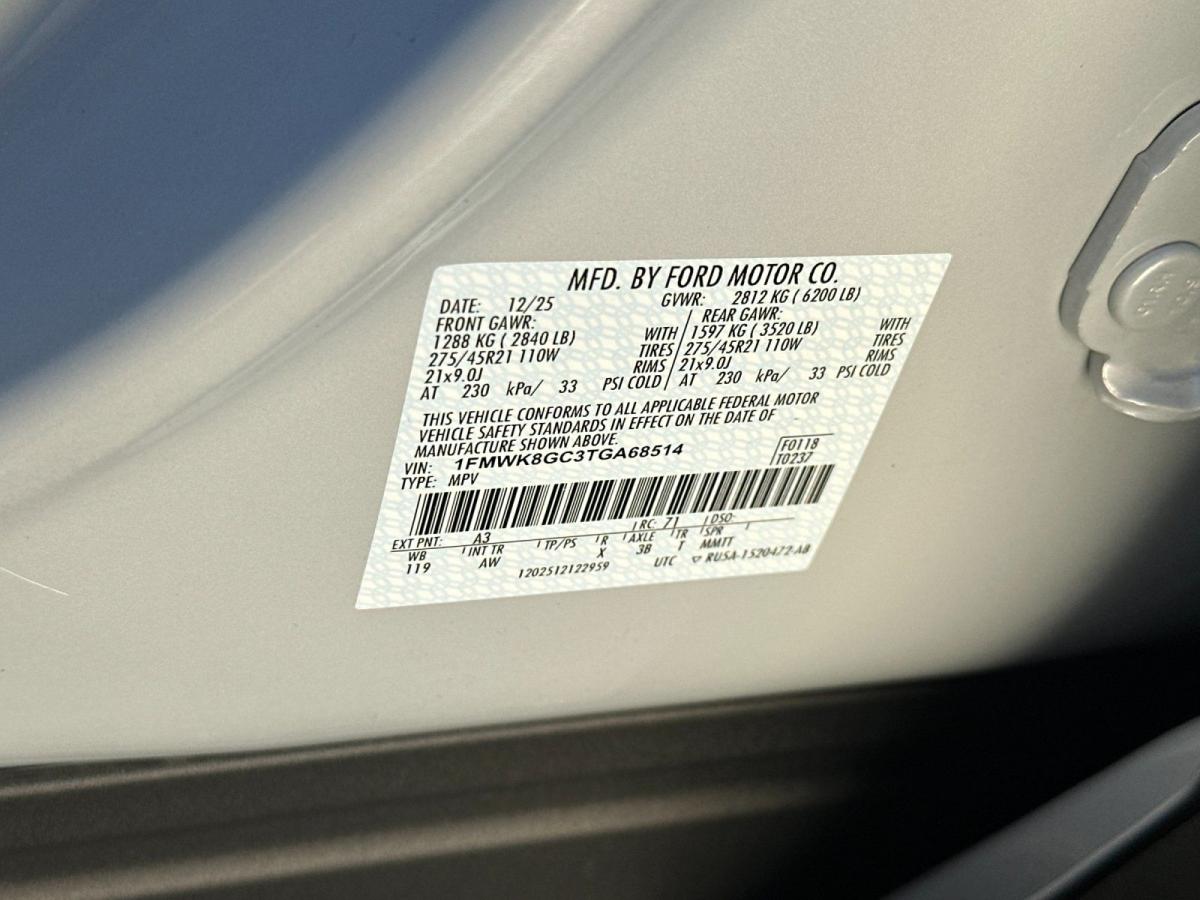 MFD. BY FORD MOTOR CO.
DATE: 12/25 GVWR: 2812 KG ( 6200 LB)
FRONT GAWR: REAR GAWR:
1288 KG ( 2840 LB) WITH 1597 KG ( 3520 LB) WITH
275/45R21 110W TIRES 275/45R21 110W TIRES
21x9.0J RIMS 21x9.0J RIMS
AT 230 kPa/ 33 PSI COLD AT 230 kPa/ 33 PSI COLD
THIS VEHICLE CONFORMS TO ALL APPLICABLE FEDERAL MOTOR
VEHICLE SAFETY STANDARDS IN EFFECT ON THE DATE OF
MANUFACTURE SHOWN ABOVE.
VIN: 1FMWK8GC3TGA68514 F0118
TYPE: MPV T0237
EXT PNT: A3 RC: 71 DSO:
WB INT TR TP/PS R AXLE TR SPR
119 AW X 3B T MMTT
1202512122959 UTC ▽ RUSA-1520472-AB